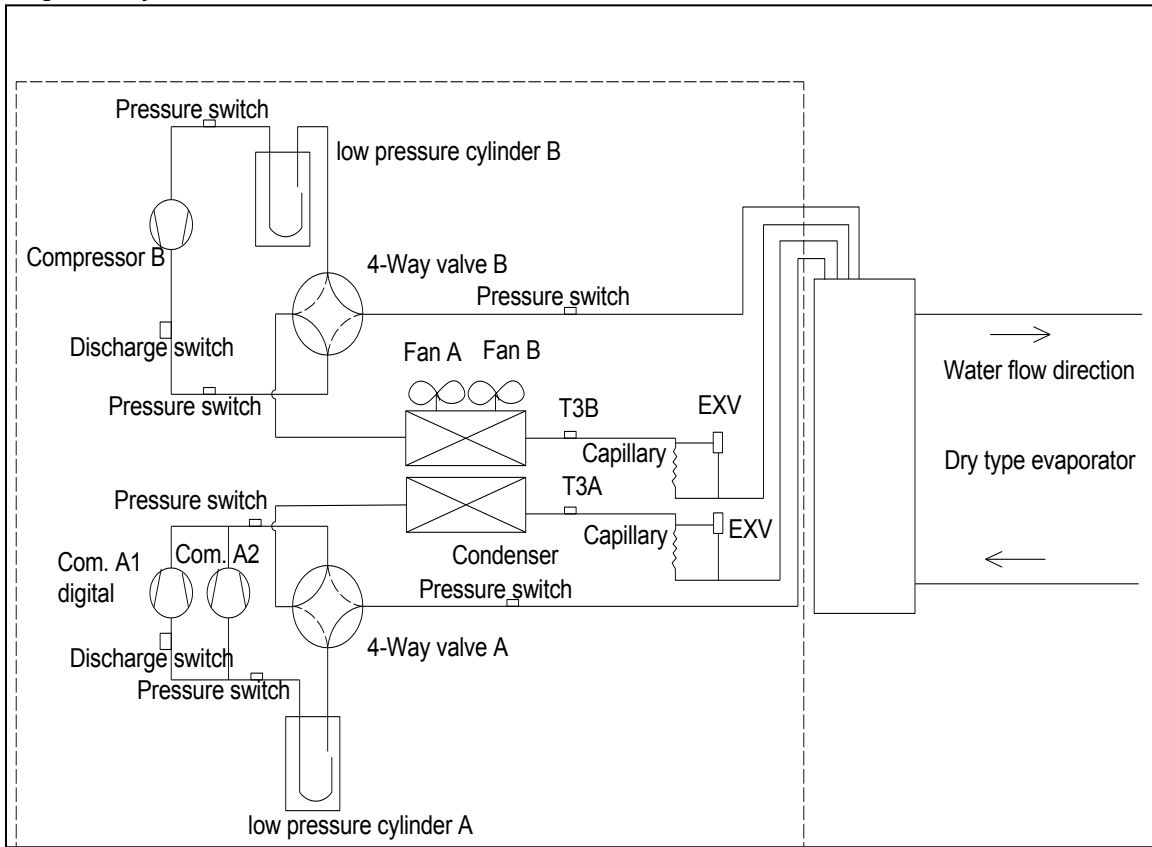 Pressure switch
low pressure cylinder B
Compressor B
4-Way valve B
Pressure switch
Discharge switch
Fan A
Fan B
Pressure switch
Water flow direction
T3B
EXV
Capillary
Dry type evaporator
T3A
Pressure switch
Capillary
EXV
Com. A1
digital
Com. A2
Condenser
Pressure switch
4-Way valve A
Discharge switch
Pressure switch
low pressure cylinder A